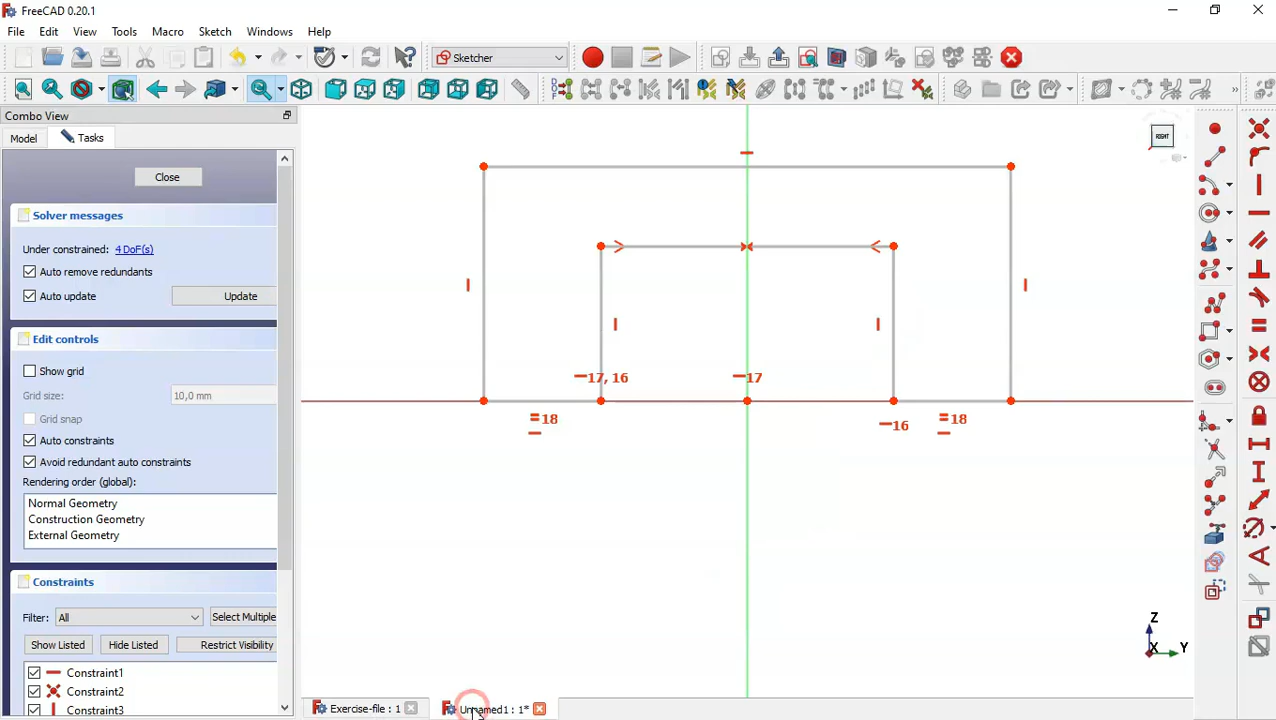 FreeCAD 0.20.1
File Edit View Tools Macro Sketch Windows Help
Sketcher
Combo View
Model Tasks
Close
Solver messages
Under constrained: 4 DoF(s)
Auto remove redundants
Auto update Update
Edit controls
Show grid
Grid size: 10,0 mm
Grid snap
Auto constraints
Avoid redundant auto constraints
Rendering order (global):
Normal Geometry
Construction Geometry
External Geometry
Constraints
Filter: All Select Multiple
Show Listed Hide Listed Restrict Visibility
Constraint1
Constraint2
Constraint3
RIGHT
17, 16 17
18 16 18
Z
X Y
Exercise-file : 1 Unnamed1 : 1*